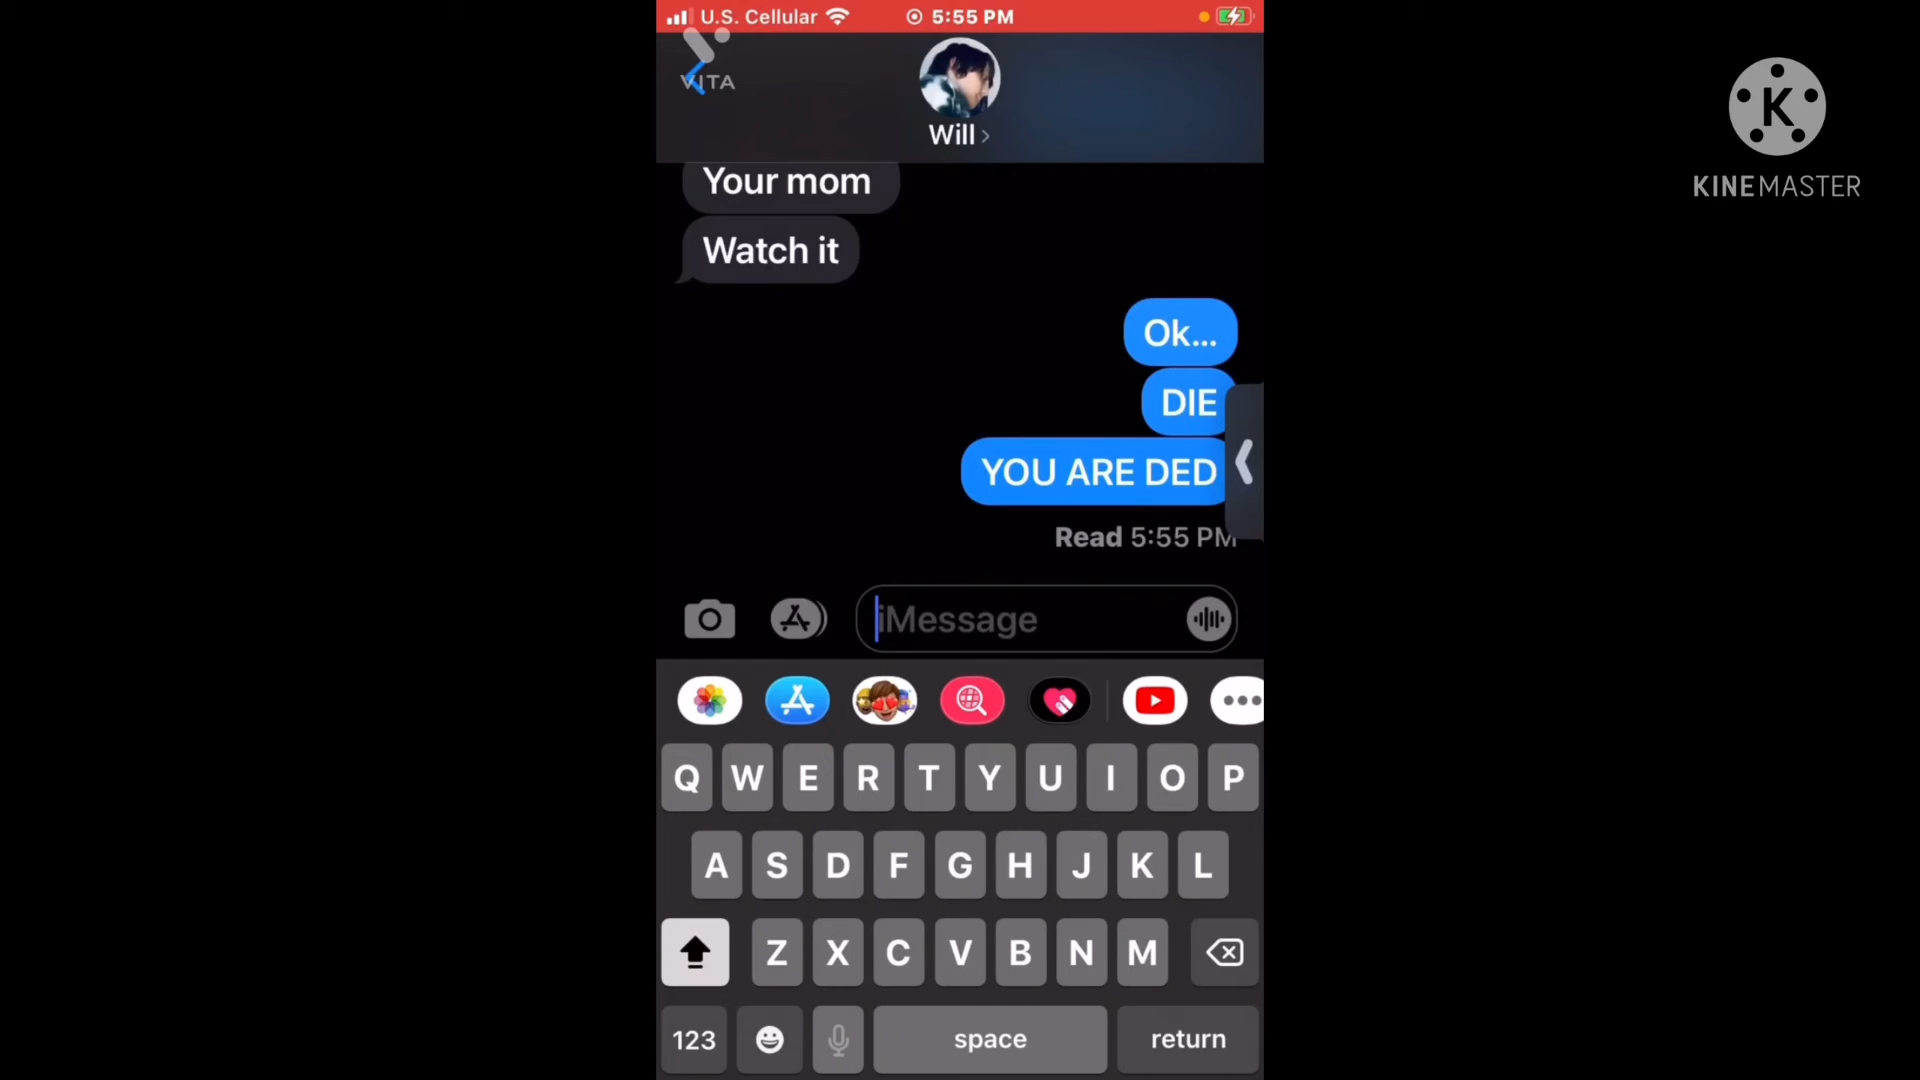 U.S. Cellular 5:55 PM
VITA
Will
KINEMASTER
Your mom
Watch it
Ok...
DIE
YOU ARE DED
Read 5:55 PM
iMessage
Q W E R T Y U I O P
A S D F G H J K L
Z X C V B N M
123 space return